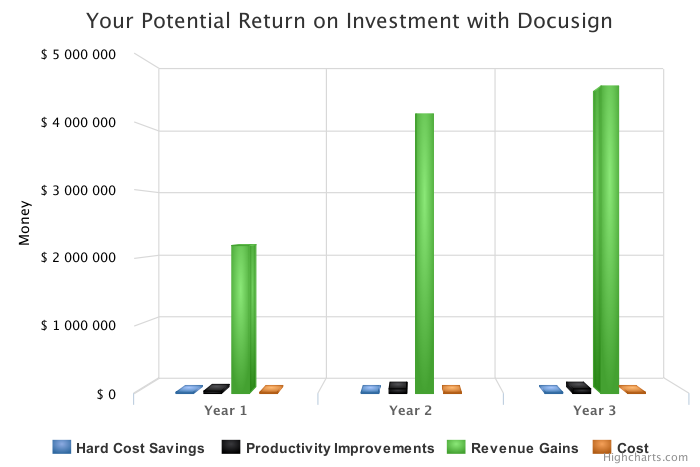 Your Potential Return on Investment with Docusign
$ 5 000 000
$ 4 000 000
$ 3 000 000
$ 2 000 000
$ 1 000 000
$ 0
Money
Year 1 Year 2 Year 3
Hard Cost Savings Productivity Improvements Revenue Gains Cost
Highcharts.com